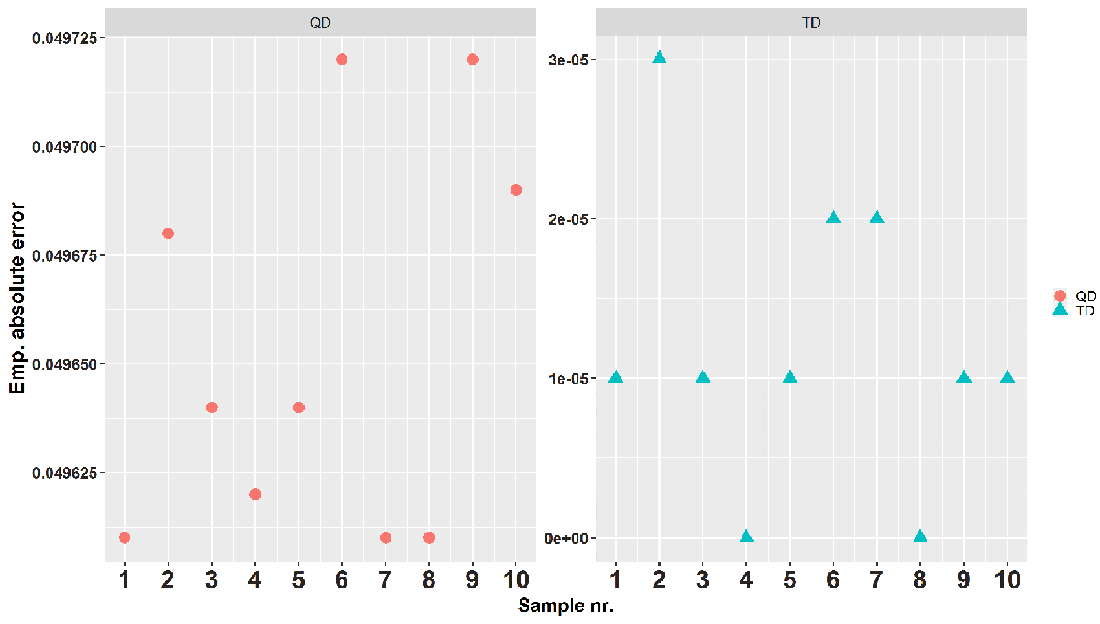 QD
TD
Emp. absolute error
0.049725
0.049700
0.049675
0.049650
0.049625
3e-05
2e-05
1e-05
0e+00
1 2 3 4 5 6 7 8 9 10
1 2 3 4 5 6 7 8 9 10
Sample nr.
QD
TD